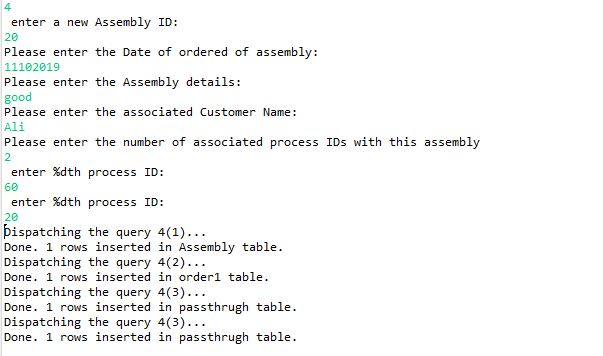 4
enter a new Assembly ID:
20
Please enter the Date of ordered of assembly:
11102019
Please enter the Assembly details:
good
Please enter the associated Customer Name:
Ali
Please enter the number of associated process IDs with this assembly
2
enter %dth process ID:
60
enter %dth process ID:
20
Dispatching the query 4(1)...
Done. 1 rows inserted in Assembly table.
Dispatching the query 4(2)...
Done. 1 rows inserted in order1 table.
Dispatching the query 4(3)...
Done. 1 rows inserted in passthrugh table.
Dispatching the query 4(3)...
Done. 1 rows inserted in passthrugh table.